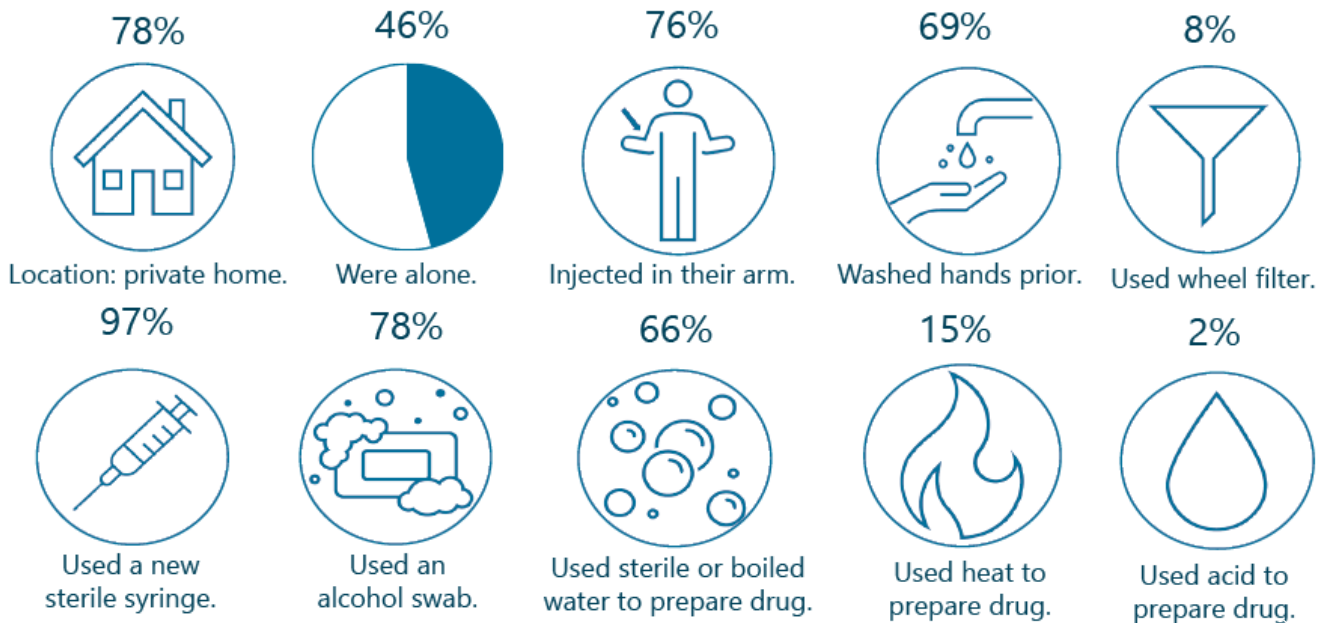 78%
46%
76%
69%
8%
Location: private home.
Were alone.
Injected in their arm.
Washed hands prior.
Used wheel filter.
97%
78%
66%
15%
2%
Used a new
sterile syringe.
Used an
alcohol swab.
Used sterile or boiled
water to prepare drug.
Used heat to
prepare drug.
Used acid to
prepare drug.